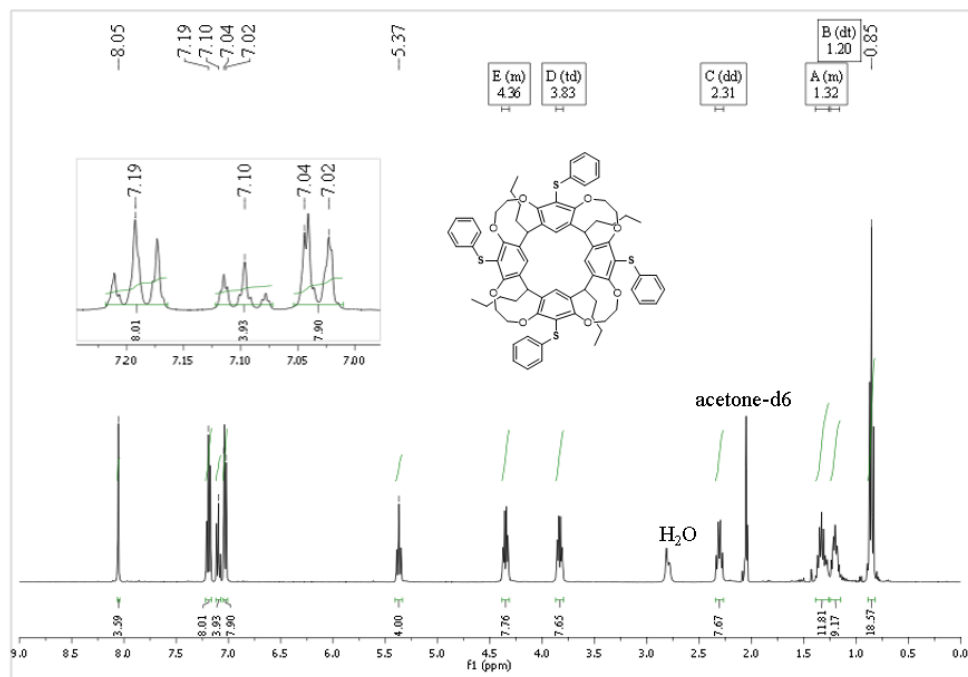 8.05
7.19
7.10
7.04
7.02
5.37
B (dt)
1.20
0.85
E (m)
4.36
D (td)
3.83
C (dd)
2.31
A (m)
1.32
7.19
7.10
7.04
7.02
8.01
3.93
7.90
7.20
7.15
7.10
7.05
7.00
S
S
S
S
O
O
O
O
O
O
O
O
acetone-d6
H₂O
3.59
8.01
3.93
7.90
4.00
7.76
7.65
7.67
11.81
9.17
18.57
9.0 8.5 8.0 7.5 7.0 6.5 6.0 5.5 5.0 4.5 4.0 3.5 3.0 2.5 2.0 1.5 1.0 0.5 0.0
f1 (ppm)